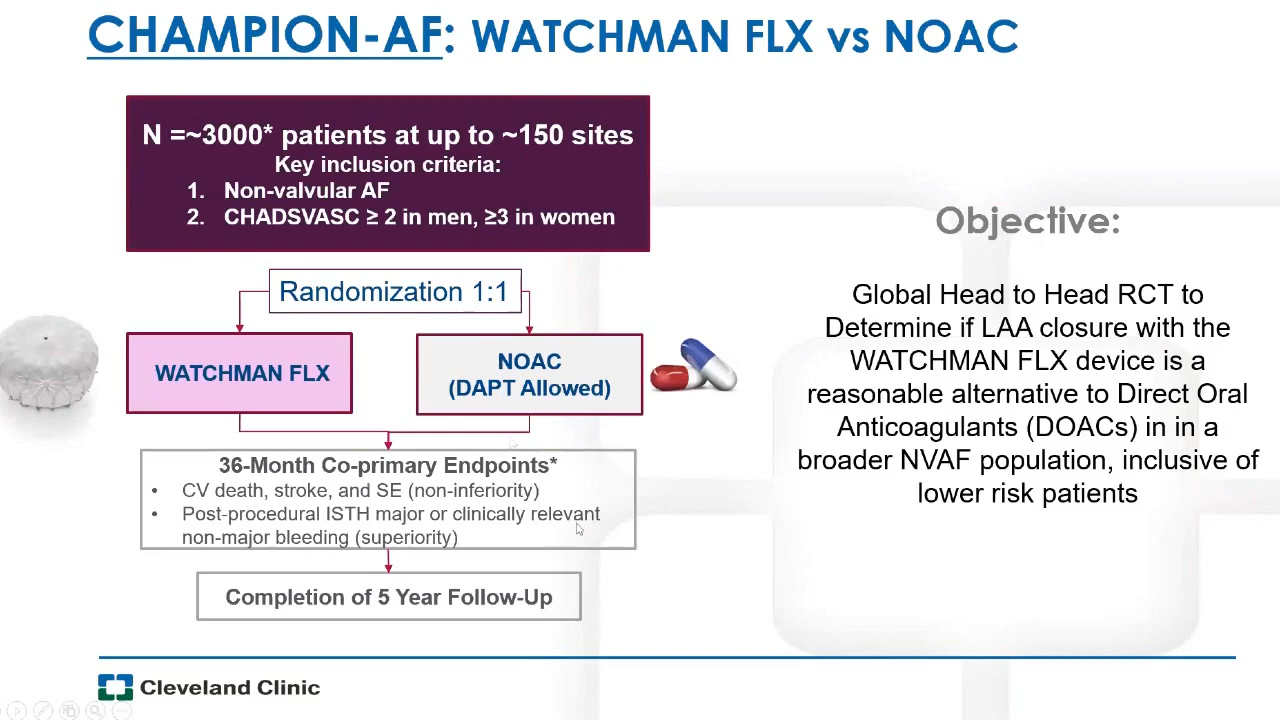 CHAMPION-AF: WATCHMAN FLX vs NOAC
N =~3000* patients at up to ~150 sites
Key inclusion criteria:
1. Non-valvular AF
2. CHADSVASC ≥ 2 in men, ≥3 in women
Randomization 1:1
WATCHMAN FLX
NOAC
(DAPT Allowed)
36-Month Co-primary Endpoints*
• CV death, stroke, and SE (non-inferiority)
• Post-procedural ISTH major or clinically relevant
non-major bleeding (superiority)
Completion of 5 Year Follow-Up
Objective:
Global Head to Head RCT to
Determine if LAA closure with the
WATCHMAN FLX device is a
reasonable alternative to Direct Oral
Anticoagulants (DOACs) in in a
broader NVAF population, inclusive of
lower risk patients
Cleveland Clinic